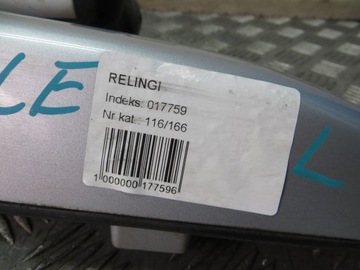 LE
RELINGI
Indeks: 017759
Nr kat.: 116/166
1 000000 177596
L